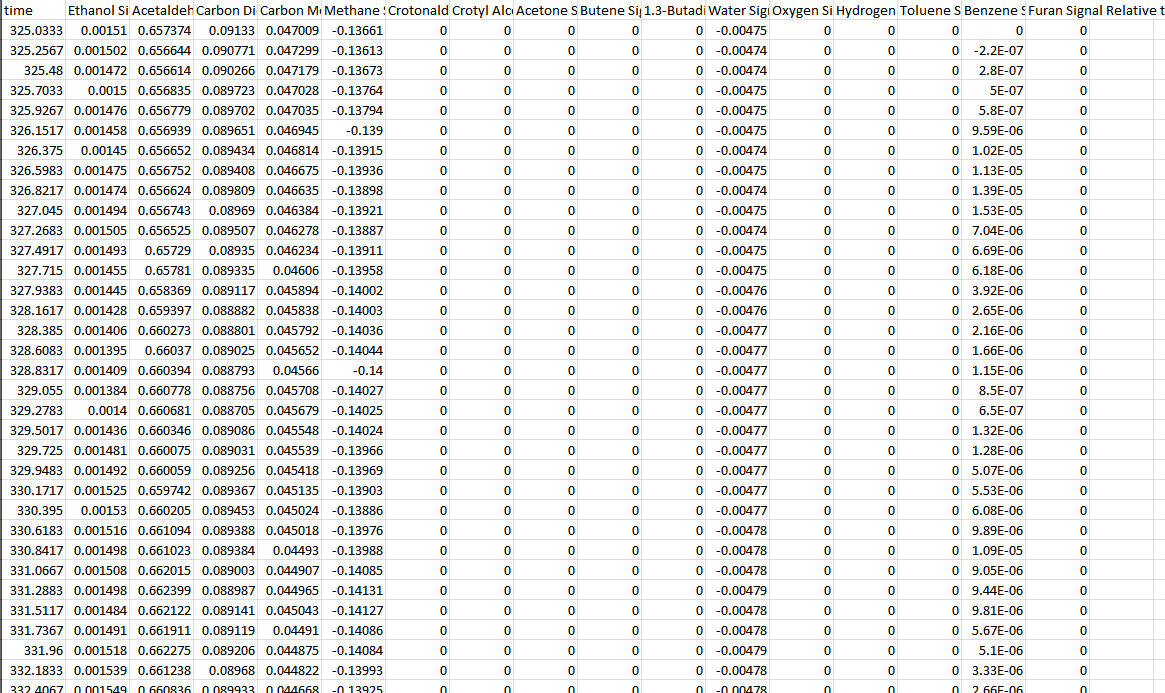 time Ethanol Si Acetaldeh Carbon Di Carbon Mo Methane S Crotonald Crotyl Alco Acetone S Butene Sig 1.3-Butadi Water Sig Oxygen Si Hydrogen Toluene S Benzene S Furan Signal Relative t
325.0333 0.00151 0.657374 0.09133 0.047009 -0.13661 0 0 0 0 0 -0.00475 0 0 0 0 0
325.2567 0.001502 0.656644 0.090771 0.047299 -0.13613 0 0 0 0 0 -0.00474 0 0 0 -2.2E-07 0
325.48 0.001472 0.656614 0.090266 0.047179 -0.13673 0 0 0 0 0 -0.00474 0 0 0 2.8E-07 0
325.7033 0.0015 0.656835 0.089723 0.047028 -0.13764 0 0 0 0 0 -0.00475 0 0 0 5E-07 0
325.9267 0.001476 0.656779 0.089702 0.047035 -0.13794 0 0 0 0 0 -0.00475 0 0 0 5.8E-07 0
326.1517 0.001458 0.656939 0.089651 0.046945 -0.139 0 0 0 0 0 -0.00475 0 0 0 9.59E-06 0
326.375 0.00145 0.656652 0.089434 0.046814 -0.13915 0 0 0 0 0 -0.00474 0 0 0 1.02E-05 0
326.5983 0.001475 0.656752 0.089408 0.046675 -0.13936 0 0 0 0 0 -0.00475 0 0 0 1.13E-05 0
326.8217 0.001474 0.656624 0.089809 0.046635 -0.13898 0 0 0 0 0 -0.00474 0 0 0 1.39E-05 0
327.045 0.001494 0.656743 0.08969 0.046384 -0.13921 0 0 0 0 0 -0.00475 0 0 0 1.53E-05 0
327.2683 0.001505 0.656525 0.089507 0.046278 -0.13887 0 0 0 0 0 -0.00474 0 0 0 7.04E-06 0
327.4917 0.001493 0.65729 0.08935 0.046234 -0.13911 0 0 0 0 0 -0.00475 0 0 0 6.69E-06 0
327.715 0.001455 0.65781 0.089335 0.04606 -0.13958 0 0 0 0 0 -0.00475 0 0 0 6.18E-06 0
327.9383 0.001445 0.658369 0.089117 0.045894 -0.14002 0 0 0 0 0 -0.00476 0 0 0 3.92E-06 0
328.1617 0.001428 0.659397 0.088882 0.045838 -0.14003 0 0 0 0 0 -0.00476 0 0 0 2.65E-06 0
328.385 0.001406 0.660273 0.088801 0.045792 -0.14036 0 0 0 0 0 -0.00477 0 0 0 2.16E-06 0
328.6083 0.001395 0.66037 0.089025 0.045652 -0.14044 0 0 0 0 0 -0.00477 0 0 0 1.66E-06 0
328.8317 0.001409 0.660394 0.088793 0.04566 -0.14 0 0 0 0 0 -0.00477 0 0 0 1.15E-06 0
329.055 0.001384 0.660778 0.088756 0.045708 -0.14027 0 0 0 0 0 -0.00477 0 0 0 8.5E-07 0
329.2783 0.0014 0.660681 0.088705 0.045679 -0.14025 0 0 0 0 0 -0.00477 0 0 0 6.5E-07 0
329.5017 0.001436 0.660346 0.089086 0.045548 -0.14024 0 0 0 0 0 -0.00477 0 0 0 1.32E-06 0
329.725 0.001481 0.660075 0.089031 0.045539 -0.13966 0 0 0 0 0 -0.00477 0 0 0 1.28E-06 0
329.9483 0.001492 0.660059 0.089256 0.045418 -0.13969 0 0 0 0 0 -0.00477 0 0 0 5.07E-06 0
330.1717 0.001525 0.659742 0.089367 0.045135 -0.13903 0 0 0 0 0 -0.00477 0 0 0 5.53E-06 0
330.395 0.00153 0.660205 0.089453 0.045024 -0.13886 0 0 0 0 0 -0.00477 0 0 0 6.08E-06 0
330.6183 0.001516 0.661094 0.089388 0.045018 -0.13976 0 0 0 0 0 -0.00478 0 0 0 9.89E-06 0
330.8417 0.001498 0.661023 0.089384 0.04493 -0.13988 0 0 0 0 0 -0.00478 0 0 0 1.09E-05 0
331.0667 0.001508 0.662015 0.089003 0.044907 -0.14085 0 0 0 0 0 -0.00478 0 0 0 9.05E-06 0
331.2883 0.001498 0.662399 0.088987 0.044965 -0.14131 0 0 0 0 0 -0.00479 0 0 0 9.44E-06 0
331.5117 0.001484 0.662122 0.089141 0.045043 -0.14127 0 0 0 0 0 -0.00478 0 0 0 9.81E-06 0
331.7367 0.001491 0.661911 0.089119 0.04491 -0.14086 0 0 0 0 0 -0.00478 0 0 0 5.67E-06 0
331.96 0.001518 0.662275 0.089206 0.044875 -0.14084 0 0 0 0 0 -0.00479 0 0 0 5.1E-06 0
332.1833 0.001539 0.661238 0.08968 0.044822 -0.13993 0 0 0 0 0 -0.00478 0 0 0 3.33E-06 0
332.4067 0.001549 0.660836 0.089933 0.044668 -0.13925 0 0 0 0 0 -0.00478 0 0 0 2.66E-06 0